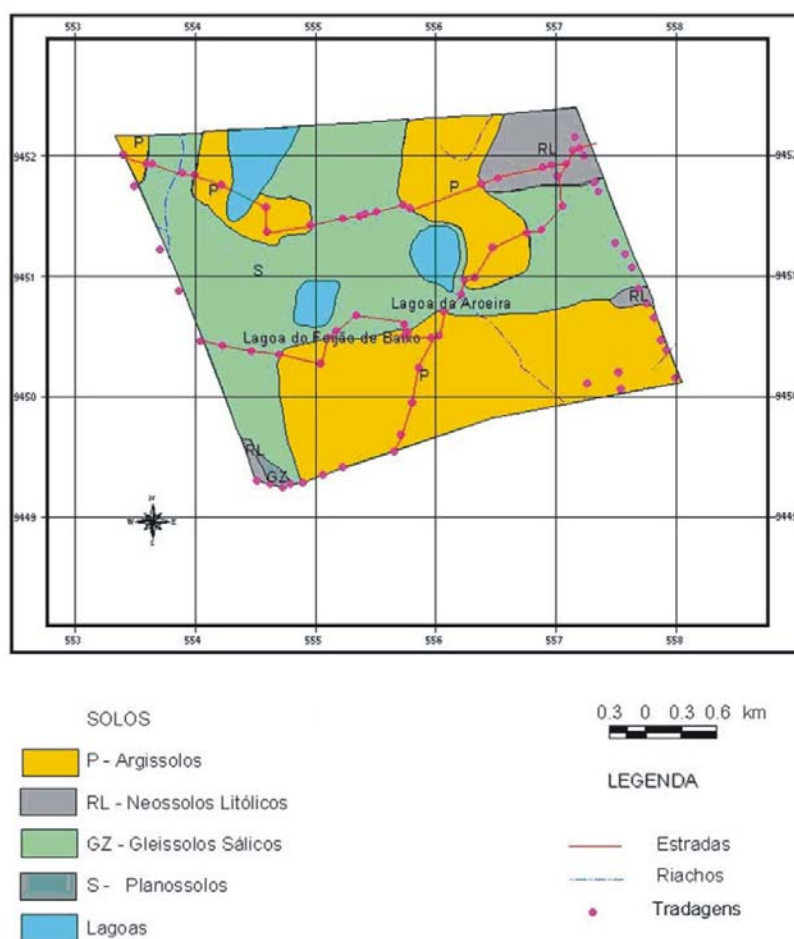 553 554 555 556 557 558
P
RL
9452 9452
P
P
9451 9451
S
RL
Lagoa da Aroeira
Lagoa do Feijão de Baixo
P
9450 9450
RL
GZ
N
W E
9449 9449
553 554 555 556 557 558
SOLOS
0.3 0 0.3 0.6 km
P - Argissolos
LEGENDA
RL - Neossolos Litólicos
GZ - Gleissolos Sálicos
Estradas
S - Planossolos
Riachos
Lagoas
Tradagens